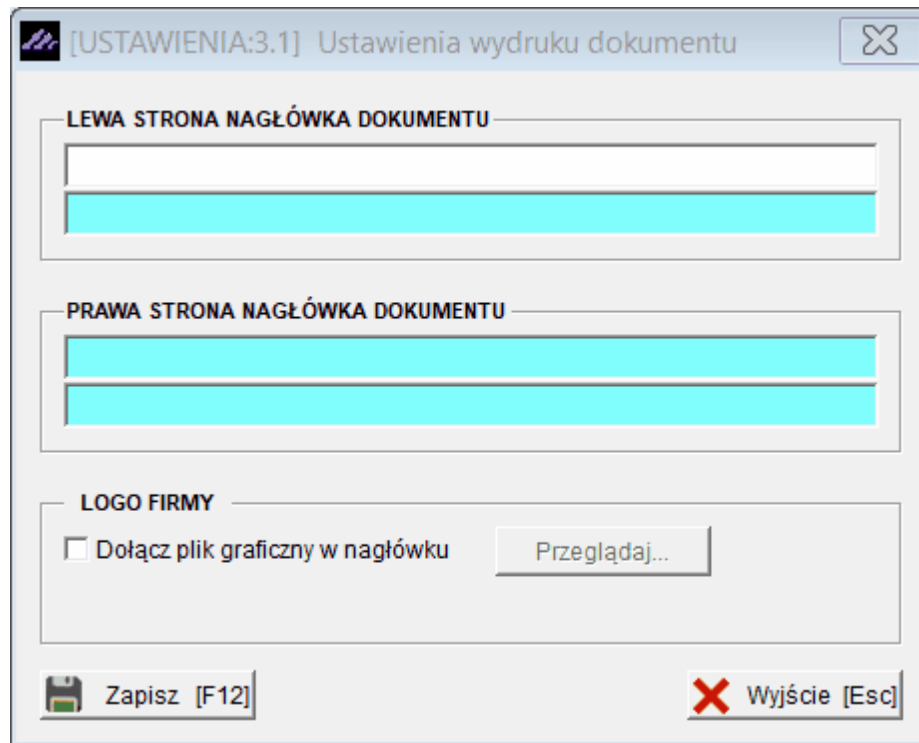 [USTAWIENIA:3.1] Ustawienia wydruku dokumentu
LEWA STRONA NAGŁÓWKA DOKUMENTU
PRAWA STRONA NAGŁÓWKA DOKUMENTU
LOGO FIRMY
Dołącz plik graficzny w nagłówku Przeglądaj...
Zapisz [F12] Wyjście [Esc]